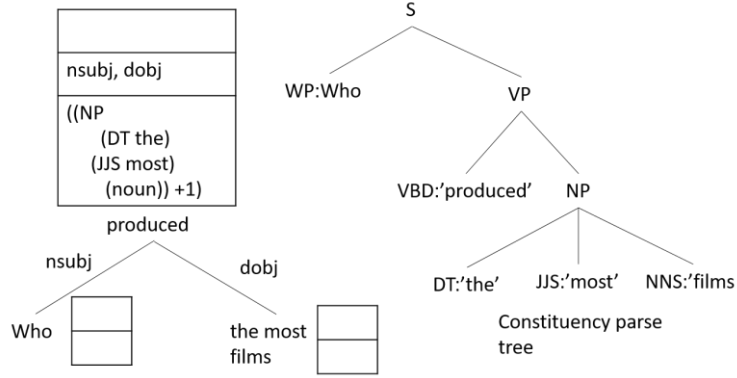 nsubj, dobj
((NP
(DT the)
(JJS most)
(noun)) +1)
produced
nsubj
dobj
Who
the most
films
S
WP:Who
VP
VBD:’produced’
NP
DT:’the’
JJS:’most’
NNS:’films
Constituency parse
tree